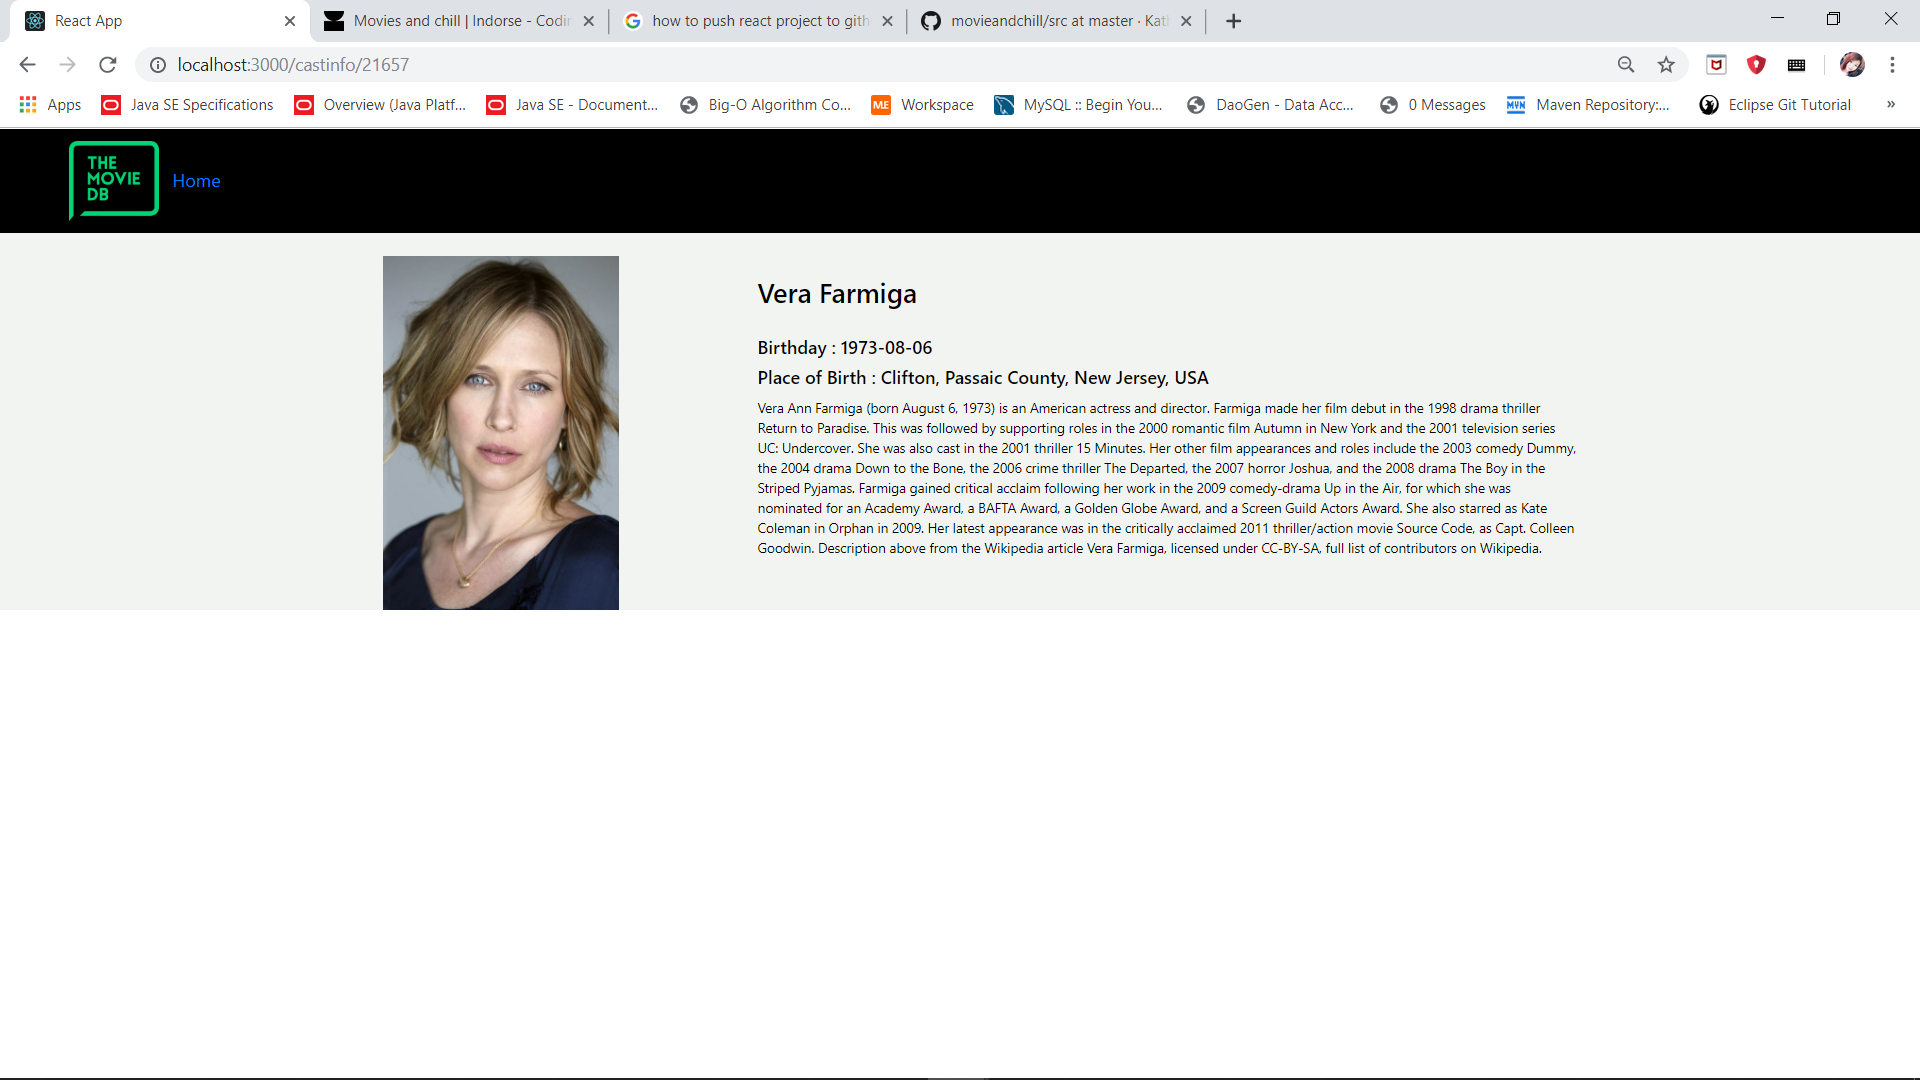 React App
Movies and chill | Indorse - Codin
how to push react project to gith
movieandchill/src at master · Kath
localhost:3000/castinfo/21657
Apps
Java SE Specifications
Overview (Java Platf...
Java SE - Document...
Big-O Algorithm Co...
ME
Workspace
MySQL :: Begin You...
DaoGen - Data Acc...
0 Messages
MVN
Maven Repository:...
Eclipse Git Tutorial
»
THE
MOVIE
DB
Home
Vera Farmiga
Birthday : 1973-08-06
Place of Birth : Clifton, Passaic County, New Jersey, USA
Vera Ann Farmiga (born August 6, 1973) is an American actress and director. Farmiga made her film debut in the 1998 drama thriller
Return to Paradise. This was followed by supporting roles in the 2000 romantic film Autumn in New York and the 2001 television series
UC: Undercover. She was also cast in the 2001 thriller 15 Minutes. Her other film appearances and roles include the 2003 comedy Dummy,
the 2004 drama Down to the Bone, the 2006 crime thriller The Departed, the 2007 horror Joshua, and the 2008 drama The Boy in the
Striped Pyjamas. Farmiga gained critical acclaim following her work in the 2009 comedy-drama Up in the Air, for which she was
nominated for an Academy Award, a BAFTA Award, a Golden Globe Award, and a Screen Guild Actors Award. She also starred as Kate
Coleman in Orphan in 2009. Her latest appearance was in the critically acclaimed 2011 thriller/action movie Source Code, as Capt. Colleen
Goodwin. Description above from the Wikipedia article Vera Farmiga, licensed under CC-BY-SA, full list of contributors on Wikipedia.